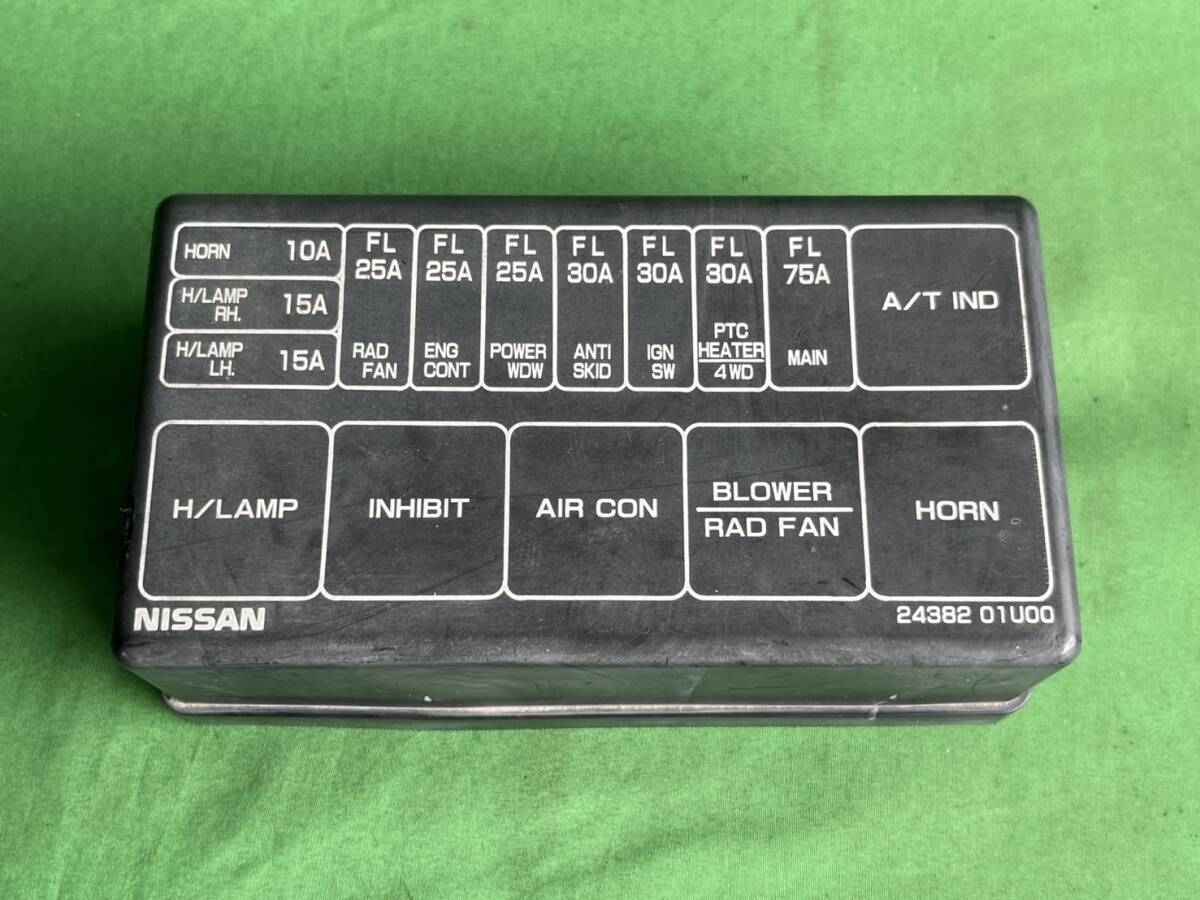 HORN 10A
H/LAMP
RH. 15A
H/LAMP
LH. 15A
FL
25A
RAD
FAN
FL
25A
ENG
CONT
FL
25A
POWER
WDW
FL
30A
ANTI
SKID
FL
30A
IGN
SW
FL
30A
PTC
HEATER
4WD
FL
75A
MAIN
A/T IND
H/LAMP
INHIBIT
AIR CON
BLOWER
RAD FAN
HORN
NISSAN
24382 01U00